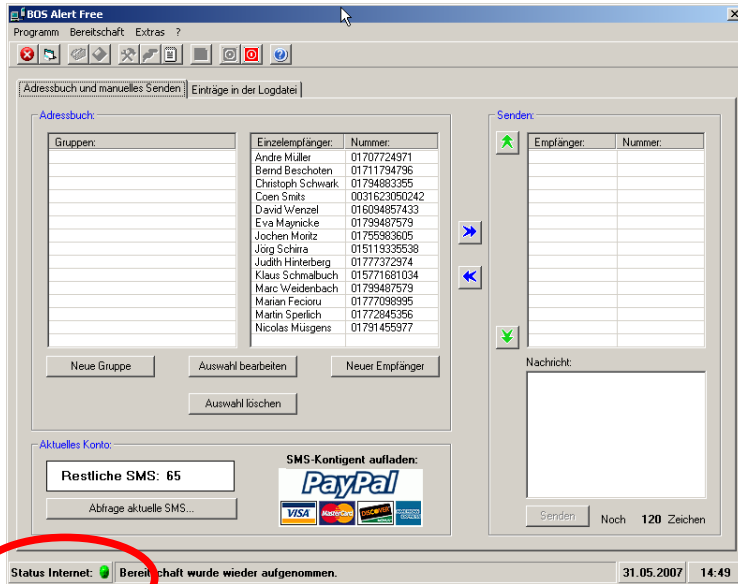 BOS Alert Free
Programm Bereitschaft Extras ?
Adressbuch und manuelles Senden
Einträge in der Logdatei
Adressbuch:
Gruppen:
Einzelempfänger: Nummer:
Andre Müller 01707724971
Bernd Beschoten 01711794796
Christoph Schwark 01794883355
Coen Smits 0031623050242
David Wenzel 016094857433
Eva Maynicke 01799487579
Jochen Moritz 01755983605
Jörg Schirra 015119335538
Judith Hinterberg 01777372974
Klaus Schmalbuch 015771681034
Marc Weidenbach 01799487579
Marian Fecioru 01777098995
Martin Sperlich 01772845356
Nicolas Müsgens 01791455977
Neue Gruppe
Auswahl bearbeiten
Neuer Empfänger
Auswahl löschen
Senden:
Empfänger: Nummer:
Nachricht:
Senden
Noch 120 Zeichen
Aktuelles Konto:
Restliche SMS: 65
Abfrage aktuelle SMS...
SMS-Kontigent aufladen:
PayPal
VISA MasterCard DISCOVER
Status Internet:
Bereitschaft wurde wieder aufgenommen.
31.05.2007 14:49